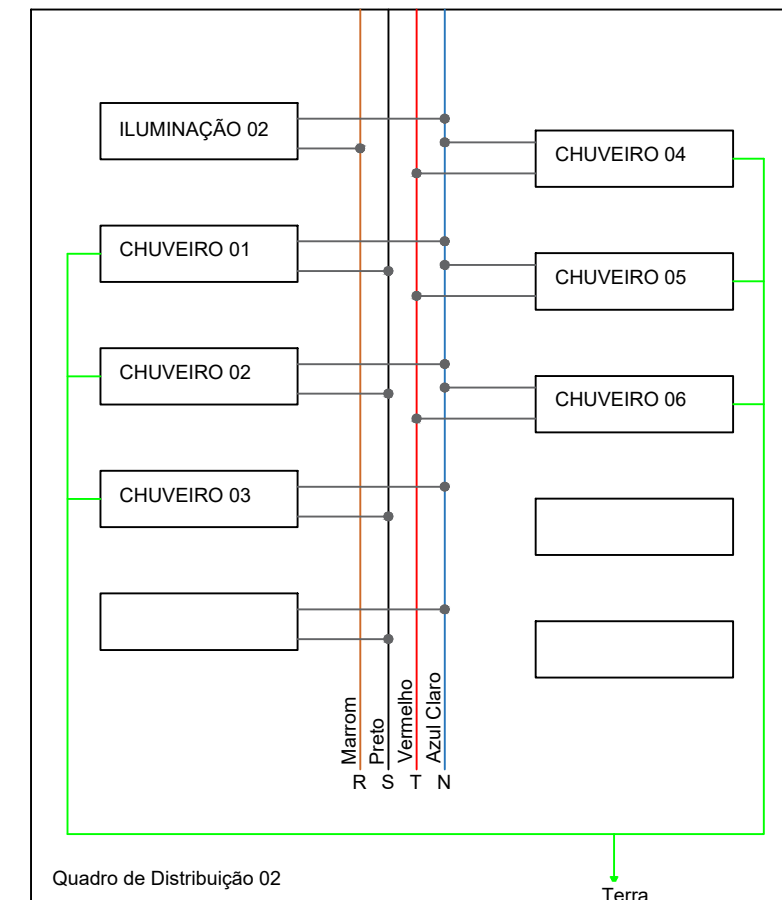 ILUMINAÇÃO 02
CHUVEIRO 04
CHUVEIRO 01
CHUVEIRO 05
CHUVEIRO 02
CHUVEIRO 06
CHUVEIRO 03
Marrom
Preto
Vermelho
Azul Claro
R S T N
Quadro de Distribuição 02
Terra